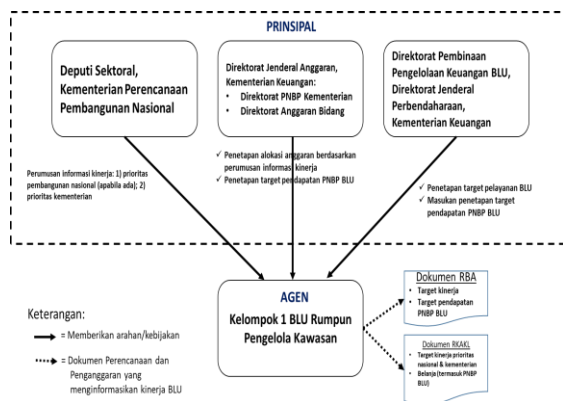 PRINSIPAL
Deputi Sektoral,
Kementerian Perencanaan
Pembangunan Nasional
Direktorat Jenderal Anggaran,
Kementerian Keuangan:
• Direktorat PNBP Kementerian
• Direktorat Anggaran Bidang
Direktorat Pembinaan
Pengelolaan Keuangan BLU,
Direktorat Jenderal
Perbendaharaan,
Kementerian Keuangan
Perumusan informasi kinerja: 1) prioritas
pembangunan nasional (apabila ada); 2)
prioritas kementerian
✓ Penetapan alokasi anggaran berdasarkan
perumusan informasi kinerja
✓ Penetapan target pendapatan PNBP BLU
✓ Penetapan target pelayanan BLU
✓ Masukan penetapan target
pendapatan PNBP BLU
AGEN
Kelompok 1 BLU Rumpun
Pengelola Kawasan
Dokumen RBA
• Target kinerja
• Target pendapatan
PNBP BLU
Dokumen RKAKL
• Target kinerja prioritas
nasional & kementerian
• Belanja (termasuk PNBP
BLU)
Keterangan:
= Memberikan arahan/kebijakan
= Dokumen Perencanaan dan
Penganggaran yang
menginformasikan kinerja BLU